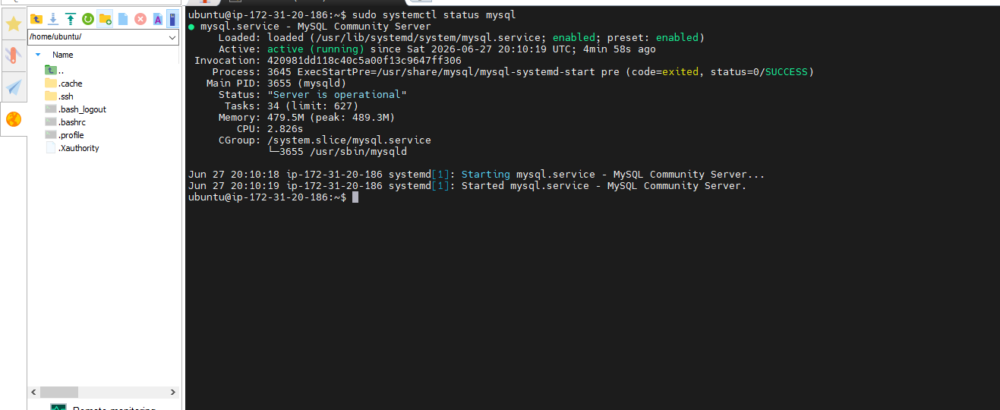 /home/ubuntu/
Name
..
.cache
.ssh
.bash_logout
.bashrc
.profile
.Xauthority
ubuntu@ip-172-31-20-186:~$ sudo systemctl status mysql
● mysql.service - MySQL Community Server
Loaded: loaded (/usr/lib/systemd/system/mysql.service; enabled; preset: enabled)
Active: active (running) since Sat 2026-06-27 20:10:19 UTC; 4min 58s ago
Invocation: 420981dd118c40c5a00f13c9647ff306
Process: 3645 ExecStartPre=/usr/share/mysql/mysql-systemd-start pre (code=exited, status=0/SUCCESS)
Main PID: 3655 (mysqld)
Status: "Server is operational"
Tasks: 34 (limit: 627)
Memory: 479.5M (peak: 489.3M)
CPU: 2.826s
CGroup: /system.slice/mysql.service
└─3655 /usr/sbin/mysqld
Jun 27 20:10:18 ip-172-31-20-186 systemd[1]: Starting mysql.service - MySQL Community Server...
Jun 27 20:10:19 ip-172-31-20-186 systemd[1]: Started mysql.service - MySQL Community Server.
ubuntu@ip-172-31-20-186:~$
Remote monitoring